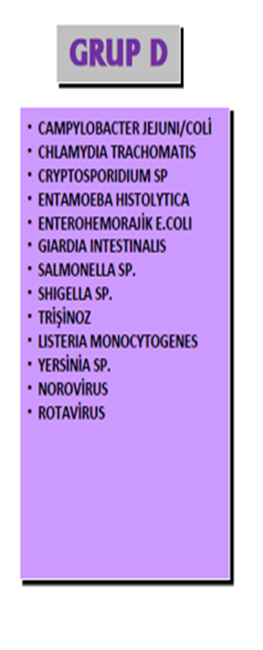 GRUP D
• CAMPYLOBACTER JEJUNI/COLİ
• CHLAMYDIA TRACHOMATIS
• CRYPTOSPORIDIUM SP
• ENTAMOEBA HISTOLYTICA
• ENTEROHEMORAJİK E.COLI
• GIARDIA INTESTINALIS
• SALMONELLA SP.
• SHIGELLA SP.
• TRİŞİNOZ
• LISTERIA MONOCYTOGENES
• YERSİNİA SP.
• NOROVİRUS
• ROTAVİRUS